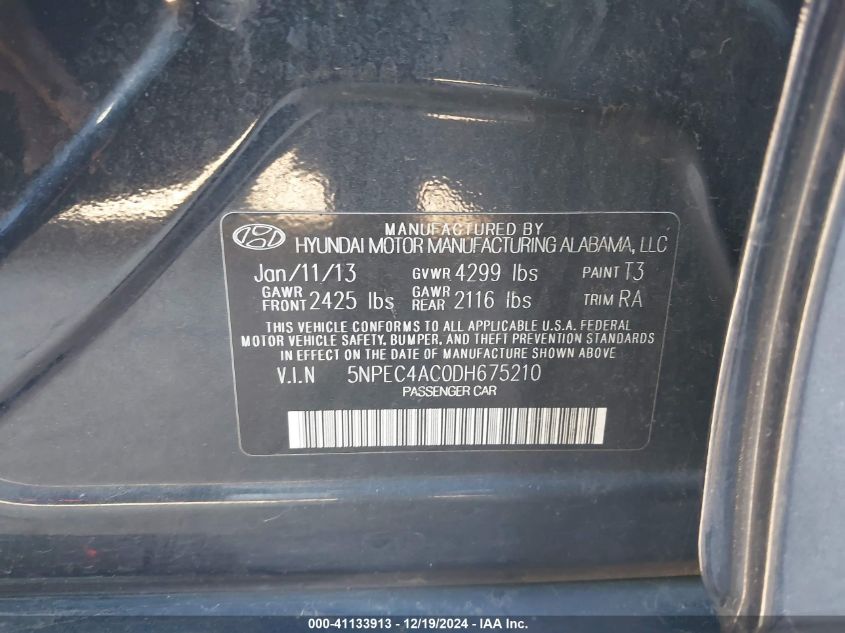 MANUFACTURED BY
HYUNDAI MOTOR MANUFACTURING ALABAMA, LLC
Jan/11/13 GVWR 4299 lbs PAINT T3
GAWR FRONT 2425 lbs GAWR REAR 2116 lbs TRIM RA
THIS VEHICLE CONFORMS TO ALL APPLICABLE U.S.A. FEDERAL
MOTOR VEHICLE SAFETY, BUMPER, AND THEFT PREVENTION STANDARDS
IN EFFECT ON THE DATE OF MANUFACTURE SHOWN ABOVE
V.I.N 5NPEC4AC0DH675210
PASSENGER CAR
000-41133913 - 12/19/2024 - IAA Inc.